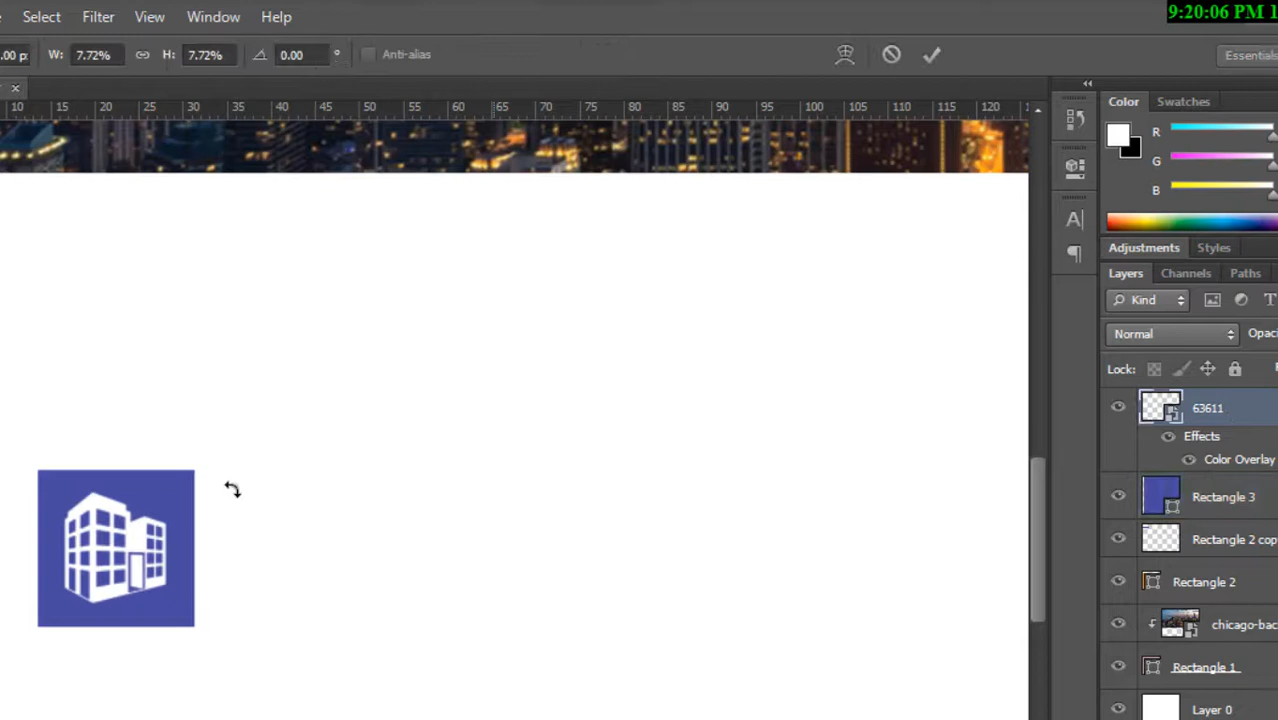 9:20:06 PM 1
Select Filter View Window Help
.00 p: W: 7.72% H: 7.72% 0.00 ° Anti-alias Essentials
×
10 15 20 25 30 35 40 45 50 55 60 65 70 75 80 85 90 95 100 105 110 115 120 1
Color Swatches
R
G
B
A
Adjustments Styles
Layers Channels Paths
Kind T
Normal Opac
Lock:
63611
Effects
Color Overlay
Rectangle 3
Rectangle 2 cop
Rectangle 2
chicago-bac
Rectangle 1
Layer 0